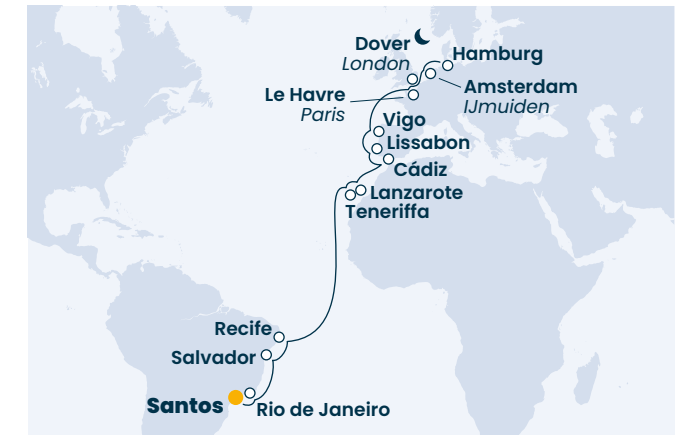 Dover
London
Hamburg
Amsterdam
IJmuiden
Le Havre
Paris
Vigo
Lissabon
Cádiz
Lanzarote
Teneriffa
Recife
Salvador
Santos
Rio de Janeiro